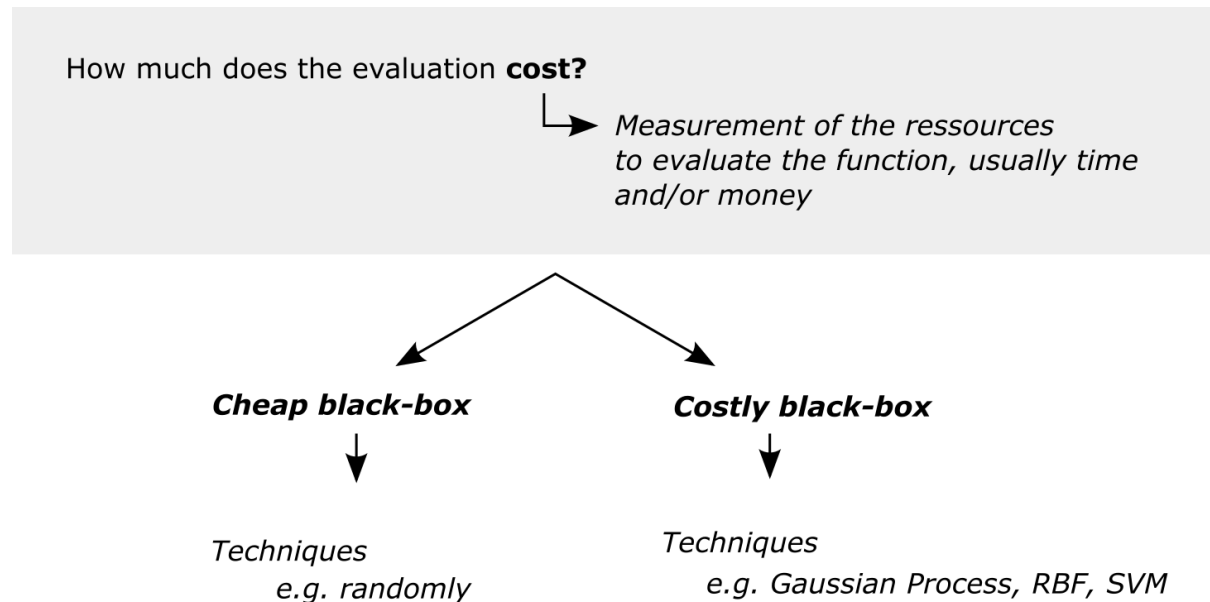 How much does the evaluation cost?
Measurement of the ressources
to evaluate the function, usually time
and/or money
Cheap black-box
Costly black-box
Techniques
e.g. randomly
Techniques
e.g. Gaussian Process, RBF, SVM